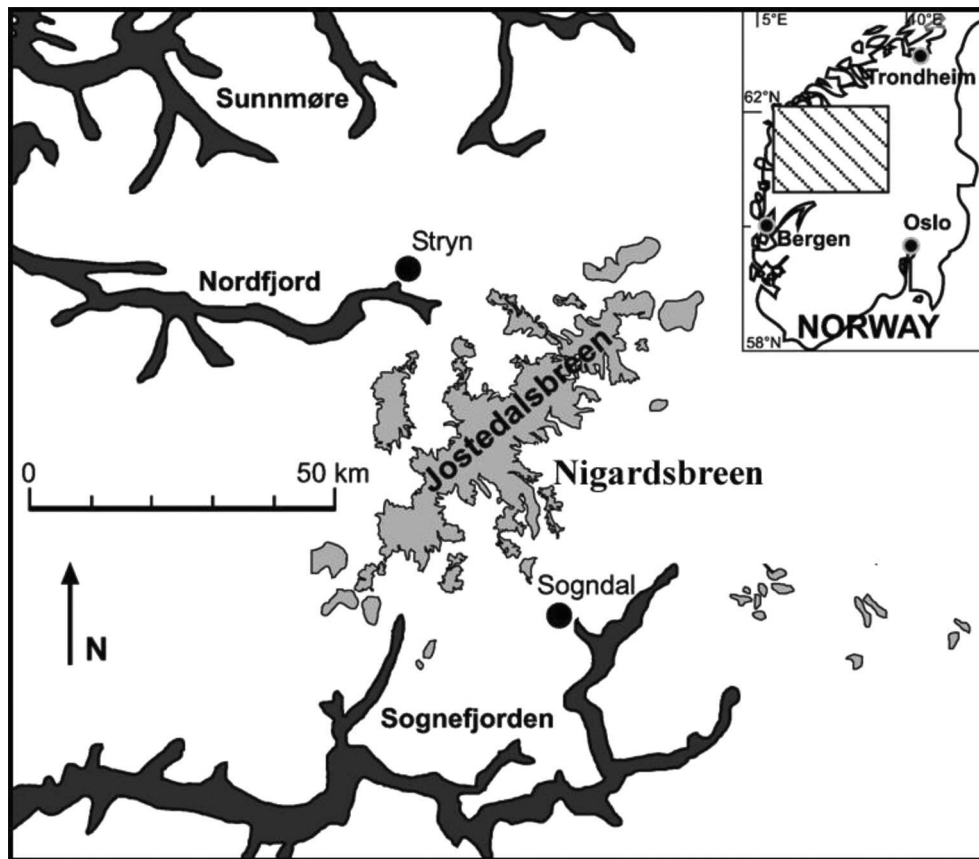 Sunnmøre
5°E
10°E
Trondheim
62°N
Stryn
Nordfjord
Oslo
Bergen
NORWAY
58°N
Jostedalsbreen
0
50 km
Nigardsbreen
Sogndal
N
Sognefjorden